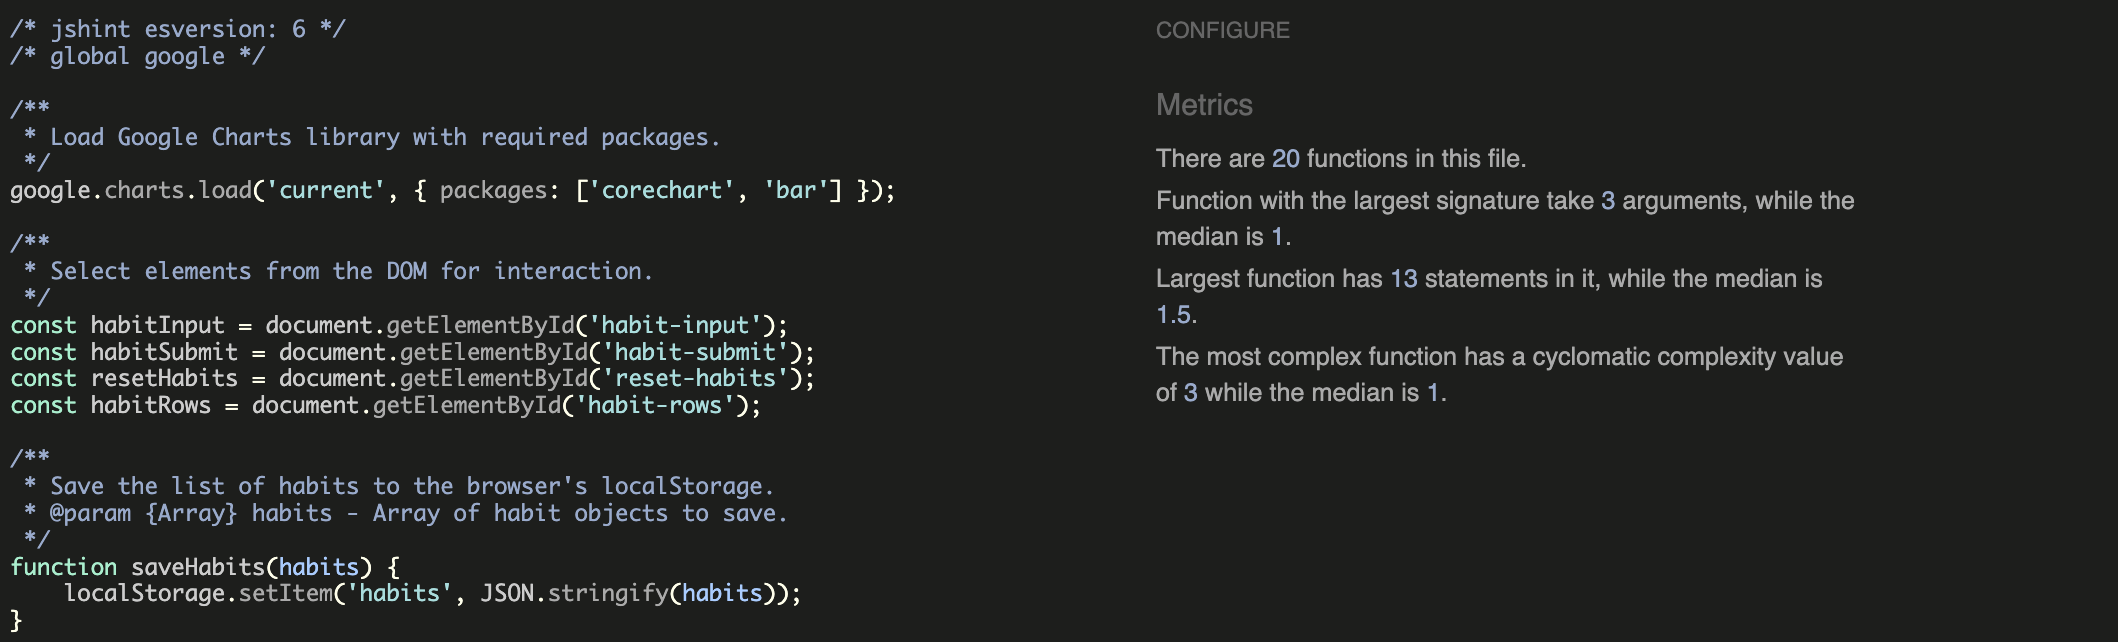 /* jshint esversion: 6 */
/* global google */
/**
 * Load Google Charts library with required packages.
 */
google.charts.load('current', { packages: ['corechart', 'bar'] });
/**
 * Select elements from the DOM for interaction.
 */
const habitInput = document.getElementById('habit-input');
const habitSubmit = document.getElementById('habit-submit');
const resetHabits = document.getElementById('reset-habits');
const habitRows = document.getElementById('habit-rows');
/**
 * Save the list of habits to the browser's localStorage.
 * @param {Array} habits - Array of habit objects to save.
 */
function saveHabits(habits) {
    localStorage.setItem('habits', JSON.stringify(habits));
}
CONFIGURE
Metrics
There are 20 functions in this file.
Function with the largest signature take 3 arguments, while the
median is 1.
Largest function has 13 statements in it, while the median is
1.5.
The most complex function has a cyclomatic complexity value
of 3 while the median is 1.